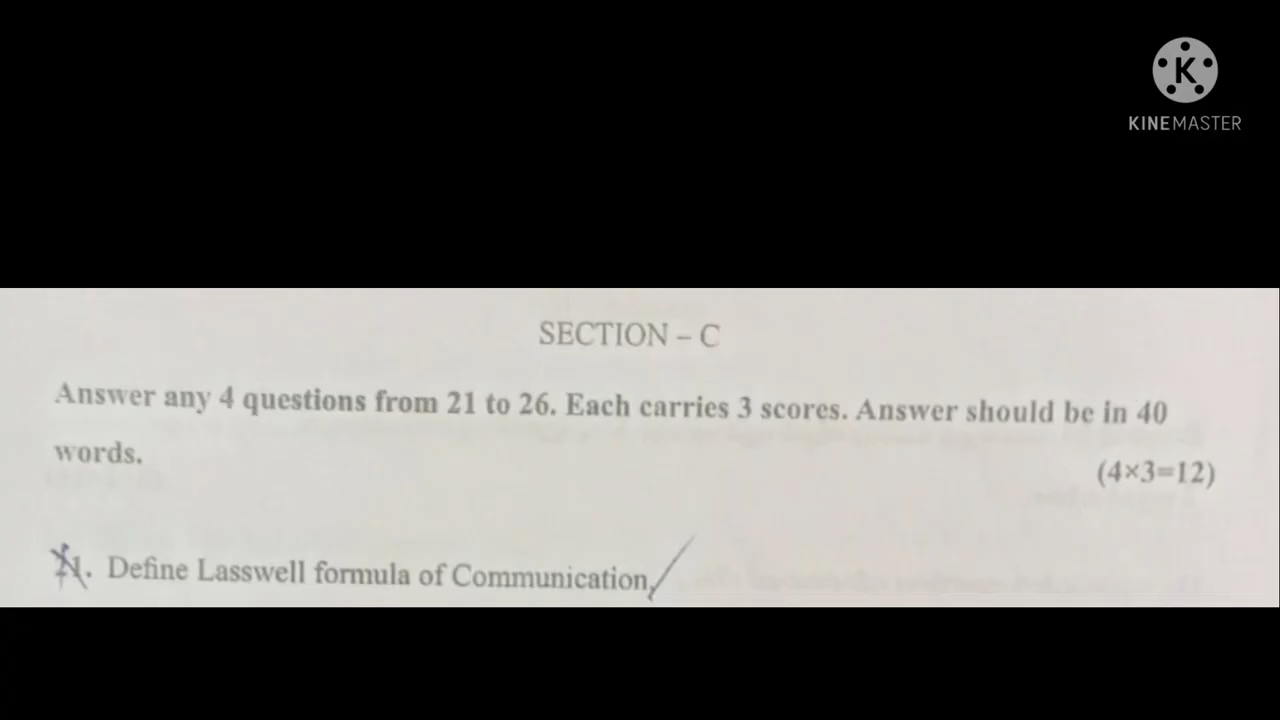 KINEMASTER
SECTION – C
Answer any 4 questions from 21 to 26. Each carries 3 scores. Answer should be in 40
words.
(4×3=12)
21. Define Lasswell formula of Communication